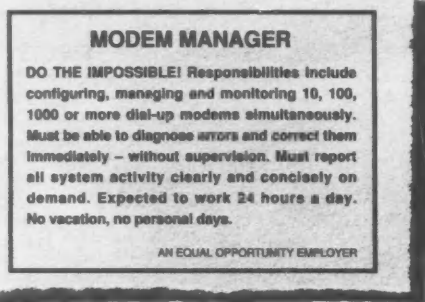 MODEM MANAGER
DO THE IMPOSSIBLE! Responsibilities include
configuring, managing and monitoring 10, 100,
1000 or more dial-up modems simultaneously.
Must be able to diagnose errors and correct them
immediately – without supervision. Must report
all system activity clearly and concisely on
demand. Expected to work 24 hours a day.
No vacation, no personal days.
AN EQUAL OPPORTUNITY EMPLOYER